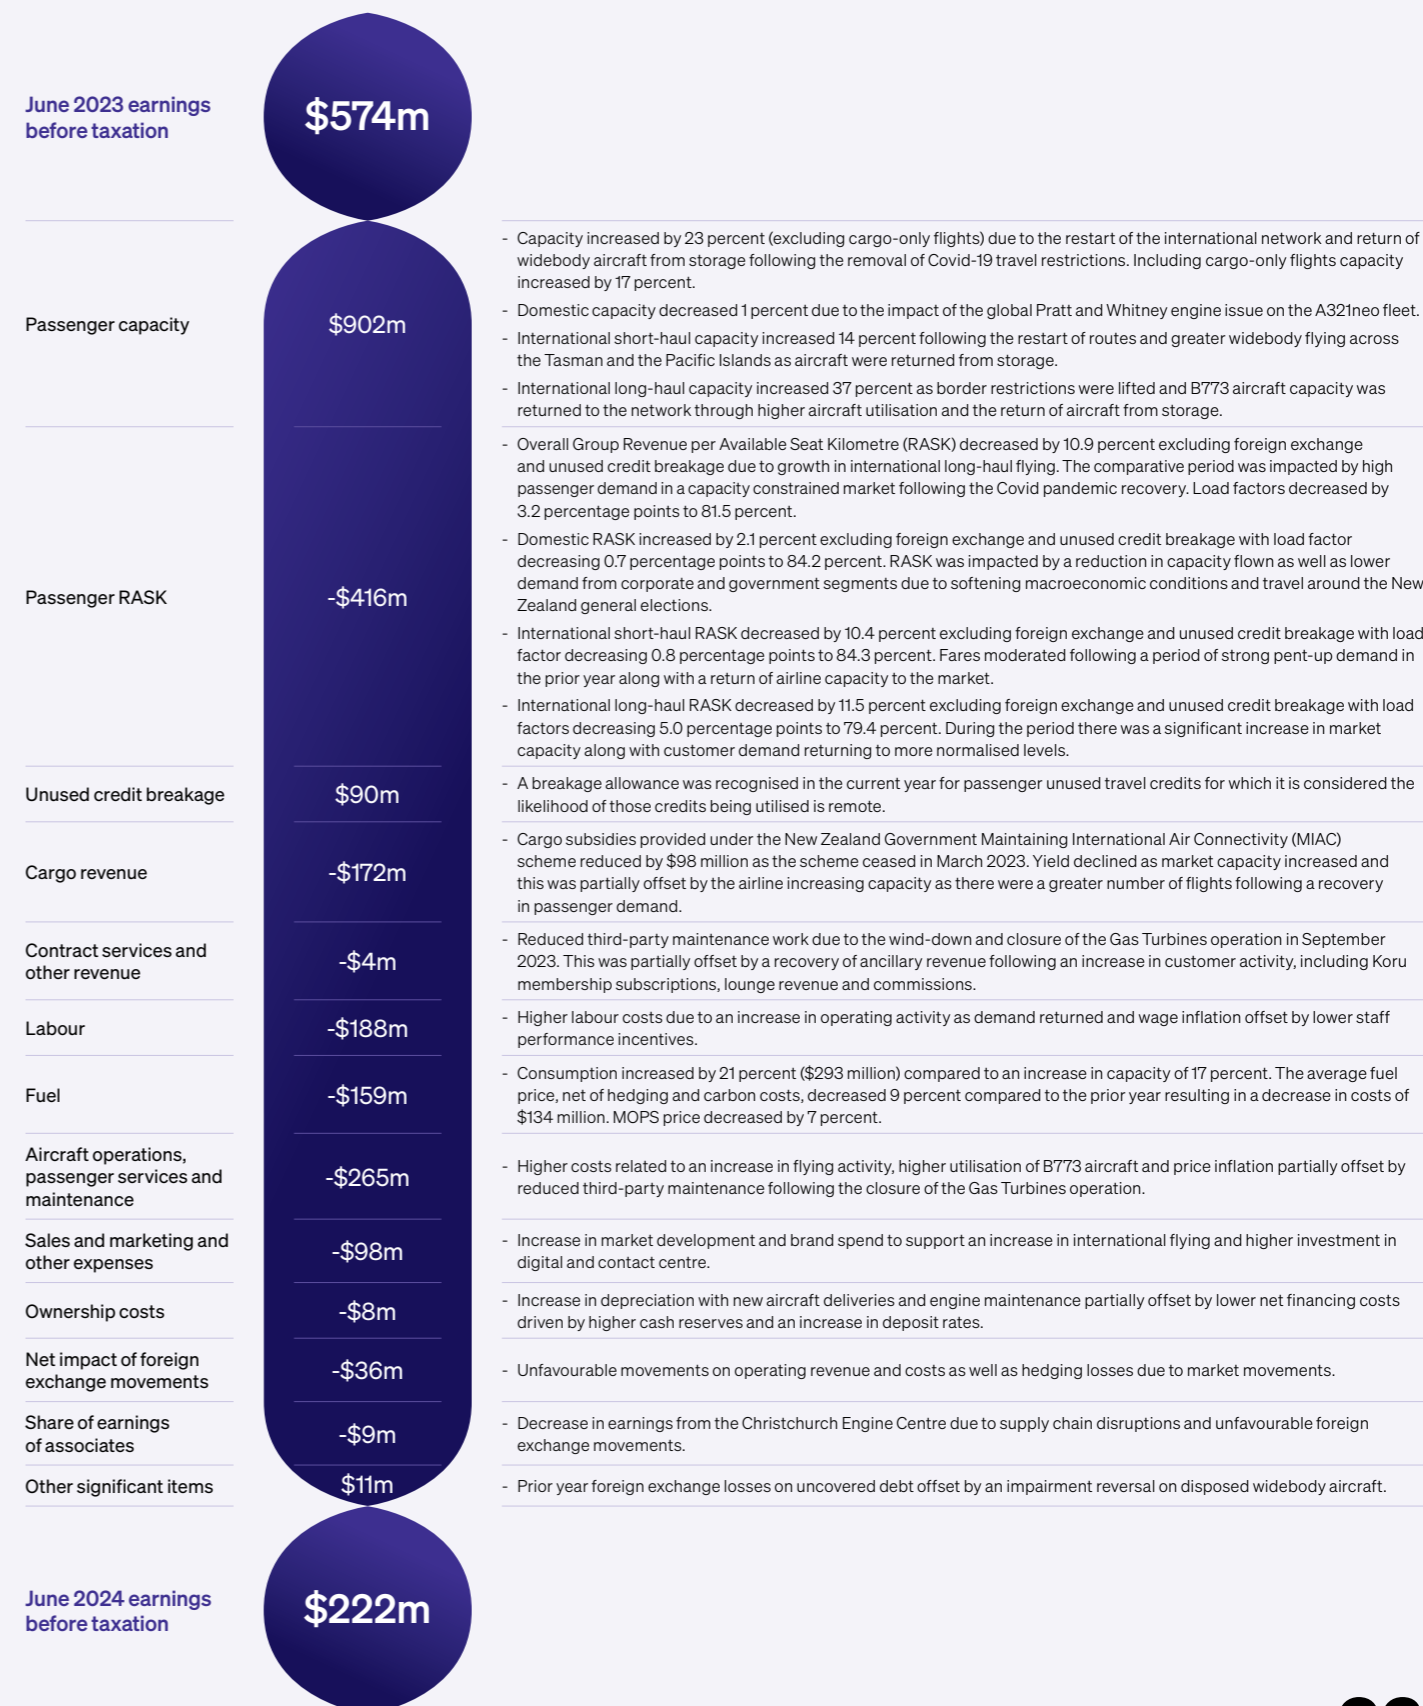 June 2023 earnings
before taxation
$574m
Passenger capacity
$902m
- Capacity increased by 23 percent (excluding cargo-only flights) due to the restart of the international network and return of
widebody aircraft from storage following the removal of Covid-19 travel restrictions. Including cargo-only flights capacity
increased by 17 percent.
- Domestic capacity decreased 1 percent due to the impact of the global Pratt and Whitney engine issue on the A321neo fleet.
- International short-haul capacity increased 14 percent following the restart of routes and greater widebody flying across
the Tasman and the Pacific Islands as aircraft were returned from storage.
- International long-haul capacity increased 37 percent as border restrictions were lifted and B773 aircraft capacity was
returned to the network through higher aircraft utilisation and the return of aircraft from storage.
Passenger RASK
-$416m
- Overall Group Revenue per Available Seat Kilometre (RASK) decreased by 10.9 percent excluding foreign exchange
and unused credit breakage due to growth in international long-haul flying. The comparative period was impacted by high
passenger demand in a capacity constrained market following the Covid pandemic recovery. Load factors decreased by
3.2 percentage points to 81.5 percent.
- Domestic RASK increased by 2.1 percent excluding foreign exchange and unused credit breakage with load factor
decreasing 0.7 percentage points to 84.2 percent. RASK was impacted by a reduction in capacity flown as well as lower
demand from corporate and government segments due to softening macroeconomic conditions and travel around the New
Zealand general elections.
- International short-haul RASK decreased by 10.4 percent excluding foreign exchange and unused credit breakage with load
factor decreasing 0.8 percentage points to 84.3 percent. Fares moderated following a period of strong pent-up demand in
the prior year along with a return of airline capacity to the market.
- International long-haul RASK decreased by 11.5 percent excluding foreign exchange and unused credit breakage with load
factors decreasing 5.0 percentage points to 79.4 percent. During the period there was a significant increase in market
capacity along with customer demand returning to more normalised levels.
Unused credit breakage
$90m
- A breakage allowance was recognised in the current year for passenger unused travel credits for which it is considered the
likelihood of those credits being utilised is remote.
Cargo revenue
-$172m
- Cargo subsidies provided under the New Zealand Government Maintaining International Air Connectivity (MIAC)
scheme reduced by $98 million as the scheme ceased in March 2023. Yield declined as market capacity increased and
this was partially offset by the airline increasing capacity as there were a greater number of flights following a recovery
in passenger demand.
Contract services and
other revenue
-$4m
- Reduced third-party maintenance work due to the wind-down and closure of the Gas Turbines operation in September
2023. This was partially offset by a recovery of ancillary revenue following an increase in customer activity, including Koru
membership subscriptions, lounge revenue and commissions.
Labour
-$188m
- Higher labour costs due to an increase in operating activity as demand returned and wage inflation offset by lower staff
performance incentives.
Fuel
-$159m
- Consumption increased by 21 percent ($293 million) compared to an increase in capacity of 17 percent. The average fuel
price, net of hedging and carbon costs, decreased 9 percent compared to the prior year resulting in a decrease in costs of
$134 million. MOPS price decreased by 7 percent.
Aircraft operations,
passenger services and
maintenance
-$265m
- Higher costs related to an increase in flying activity, higher utilisation of B773 aircraft and price inflation partially offset by
reduced third-party maintenance following the closure of the Gas Turbines operation.
Sales and marketing and
other expenses
-$98m
- Increase in market development and brand spend to support an increase in international flying and higher investment in
digital and contact centre.
Ownership costs
-$8m
- Increase in depreciation with new aircraft deliveries and engine maintenance partially offset by lower net financing costs
driven by higher cash reserves and an increase in deposit rates.
Net impact of foreign
exchange movements
-$36m
- Unfavourable movements on operating revenue and costs as well as hedging losses due to market movements.
Share of earnings
of associates
-$9m
- Decrease in earnings from the Christchurch Engine Centre due to supply chain disruptions and unfavourable foreign
exchange movements.
Other significant items
$11m
- Prior year foreign exchange losses on uncovered debt offset by an impairment reversal on disposed widebody aircraft.
June 2024 earnings
before taxation
$222m